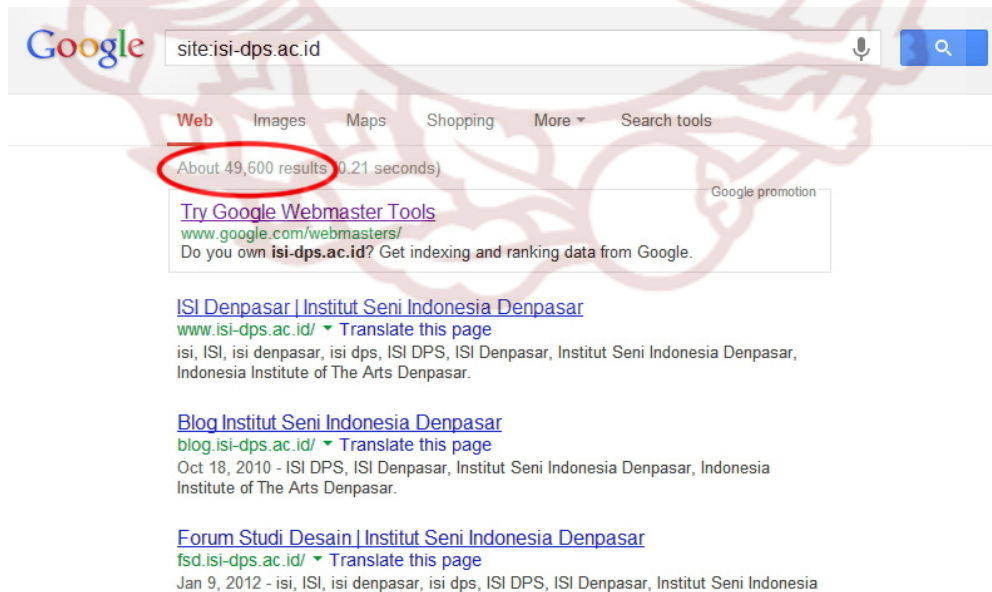 Google
site:isi-dps.ac.id
Web Images Maps Shopping More Search tools
About 49,600 results (0.21 seconds)
Google promotion
Try Google Webmaster Tools
www.google.com/webmasters/
Do you own isi-dps.ac.id? Get indexing and ranking data from Google.
ISI Denpasar | Institut Seni Indonesia Denpasar
www.isi-dps.ac.id/ Translate this page
isi, ISI, isi denpasar, isi dps, ISI DPS, ISI Denpasar, Institut Seni Indonesia Denpasar,
Indonesia Institute of The Arts Denpasar.
Blog Institut Seni Indonesia Denpasar
blog.isi-dps.ac.id/ Translate this page
Oct 18, 2010 - ISI DPS, ISI Denpasar, Institut Seni Indonesia Denpasar, Indonesia
Institute of The Arts Denpasar.
Forum Studi Desain | Institut Seni Indonesia Denpasar
fsd.isi-dps.ac.id/ Translate this page
Jan 9, 2012 - isi, ISI, isi denpasar, isi dps, ISI DPS, ISI Denpasar, Institut Seni Indonesia